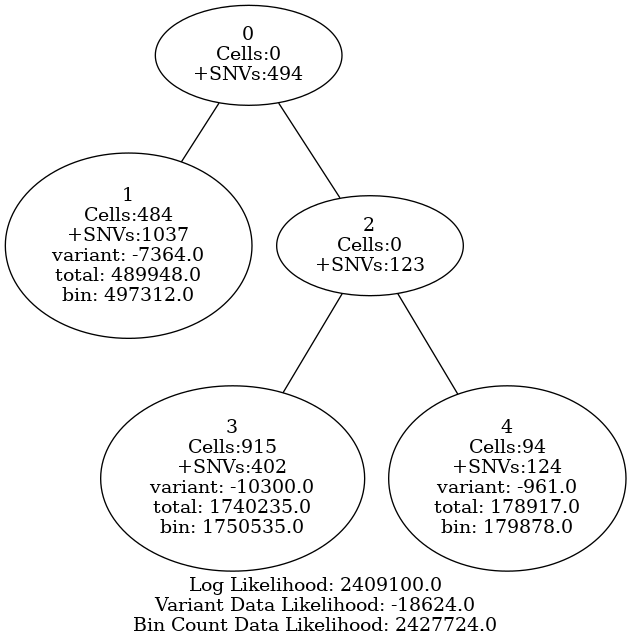 0
Cells:0
+SNVs:494
1
Cells:484
+SNVs:1037
variant: -7364.0
total: 489948.0
bin: 497312.0
2
Cells:0
+SNVs:123
3
Cells:915
+SNVs:402
variant: -10300.0
total: 1740235.0
bin: 1750535.0
4
Cells:94
+SNVs:124
variant: -961.0
total: 178917.0
bin: 179878.0
Log Likelihood: 2409100.0
Variant Data Likelihood: -18624.0
Bin Count Data Likelihood: 2427724.0